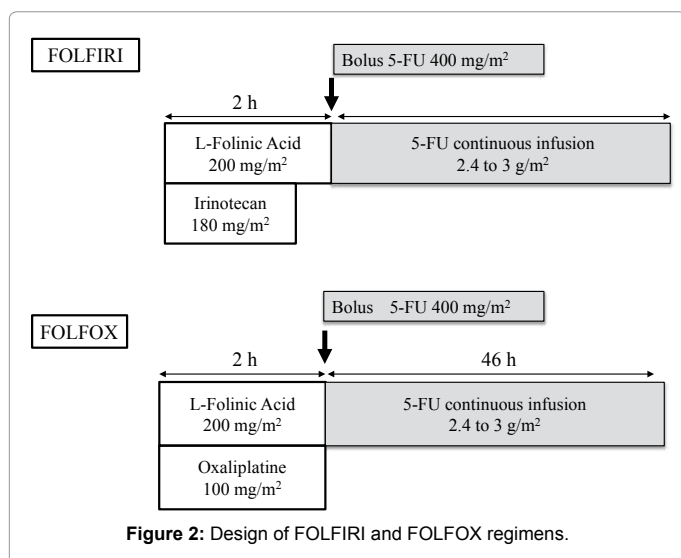 FOLFIRI
Bolus 5-FU 400 mg/m²
2 h
L-Folinic Acid
200 mg/m²
5-FU continuous infusion
2.4 to 3 g/m²
Irinotecan
180 mg/m²
Bolus 5-FU 400 mg/m²
FOLFOX
2 h
46 h
L-Folinic Acid
200 mg/m²
5-FU continuous infusion
2.4 to 3 g/m²
Oxaliplatine
100 mg/m²
Figure 2: Design of FOLFIRI and FOLFOX regimens.